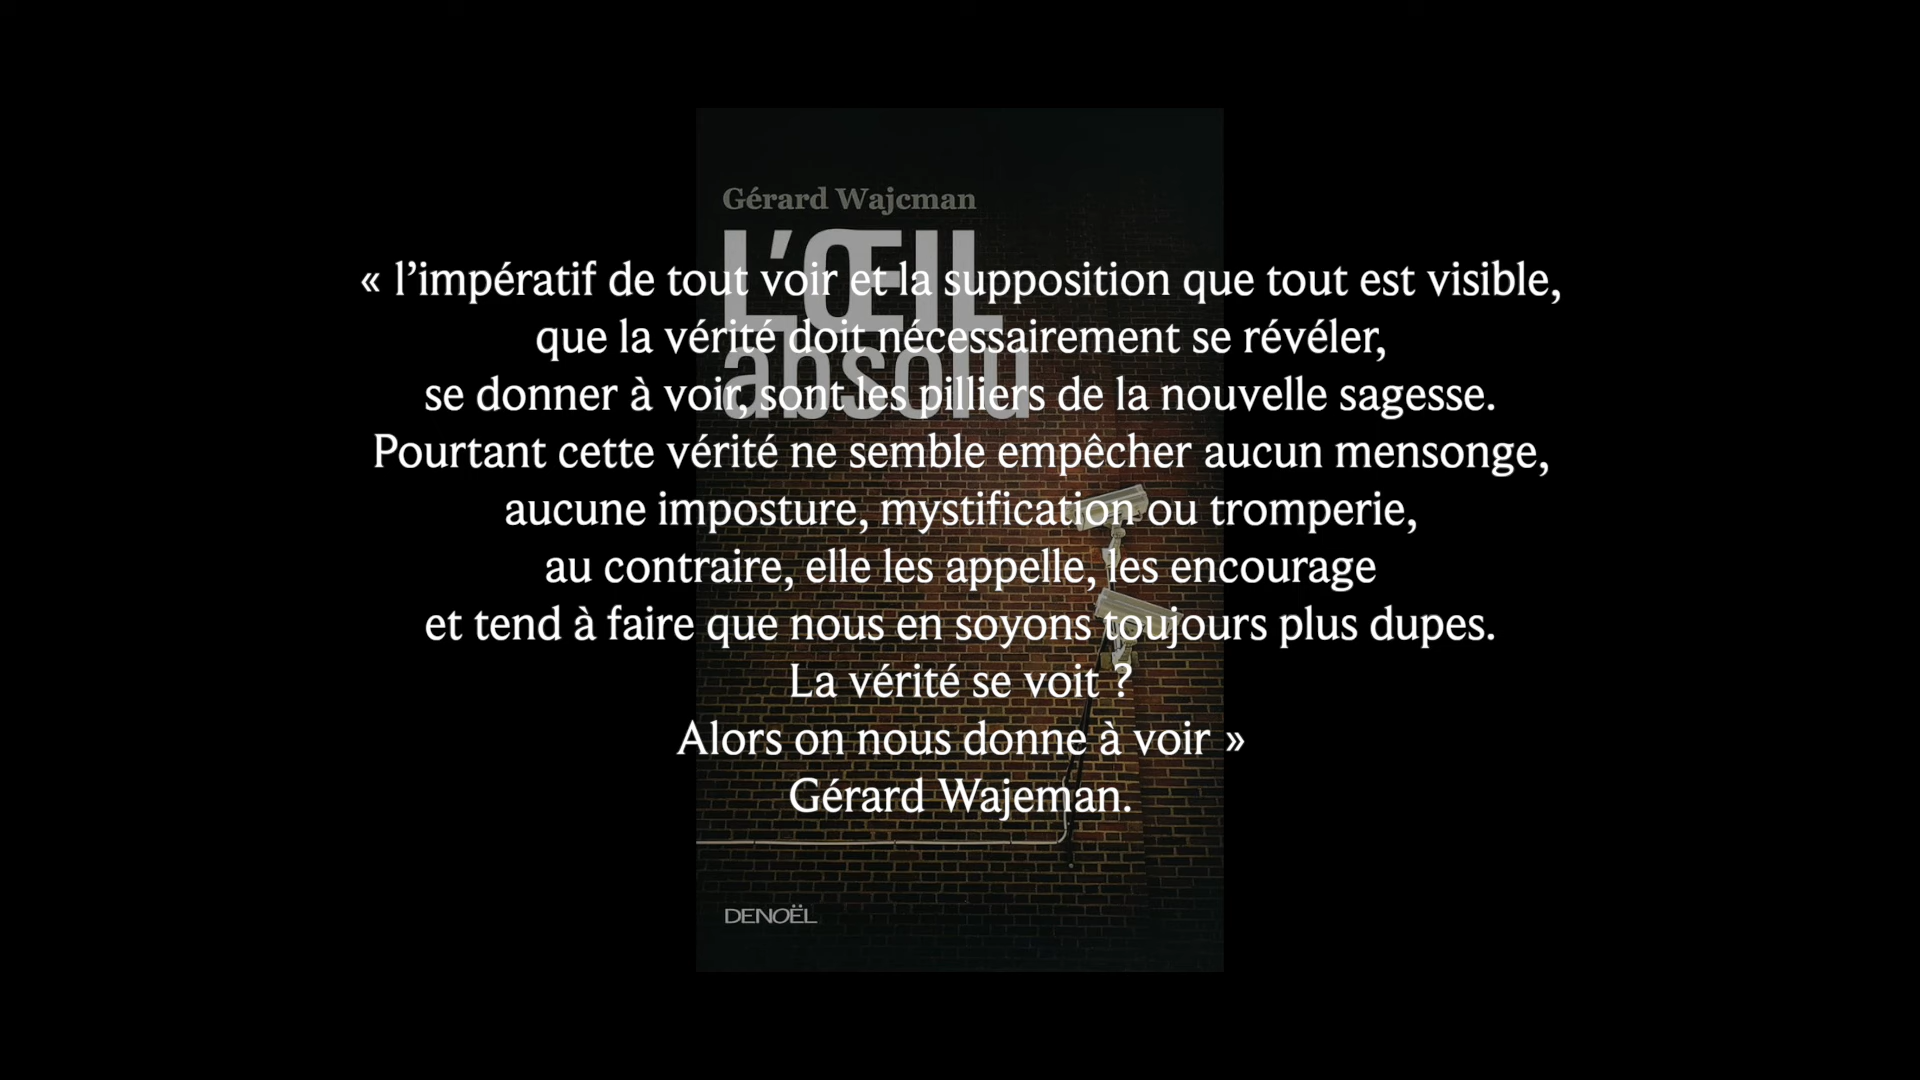 Gérard Wajcman
L'ŒIL
absolu
« l’impératif de tout voir et la supposition que tout est visible,
que la vérité doit nécessairement se révéler,
se donner à voir, sont les pilliers de la nouvelle sagesse.
Pourtant cette vérité ne semble empêcher aucun mensonge,
aucune imposture, mystification ou tromperie,
au contraire, elle les appelle, les encourage
et tend à faire que nous en soyons toujours plus dupes.
La vérité se voit ?
Alors on nous donne à voir »
Gérard Wajeman.
DENOËL